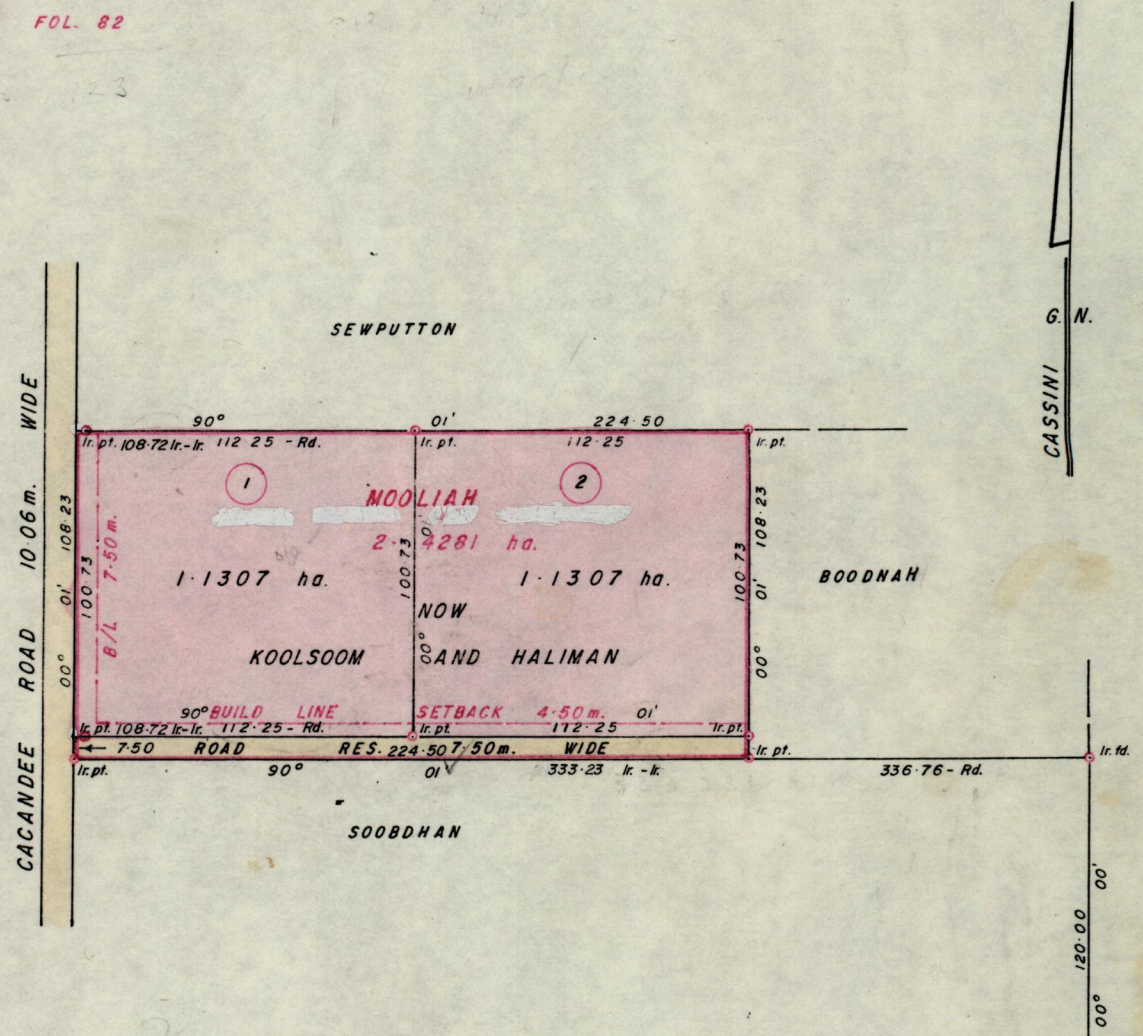 FOL. 82
23
SEWPUTTON
G. N.
CASSINI
CACANDEE ROAD 10·06 m. WIDE
90° 01' 224·50
Ir. pt. 108·72 Ir.-Ir. 112·25 - Rd. Ir. pt. 112·25 Ir. pt.
1 2
MOOLIAH
2·4281 ha.
1·1307 ha. 1·1307 ha.
NOW
KOOLSOOM AND HALIMAN
BOODNAH
00° 01' 108·23
100·73
B/L 7·50 m.
00° 01' 100·73
100·73
00° 01' 108·23
90° BUILD LINE SETBACK 4·50 m. 01'
Ir. pt. 108·72 Ir-Ir. 112·25 - Rd. Ir. pt. 112·25 Ir. pt.
← 7·50 ROAD RES. 224·50 7·50m. WIDE Ir. pt.
Ir. pt. 90° 01' 333·23 Ir.-Ir. 336·76 - Rd. Ir. fd.
SOOBDHAN
00° 120·00 00'